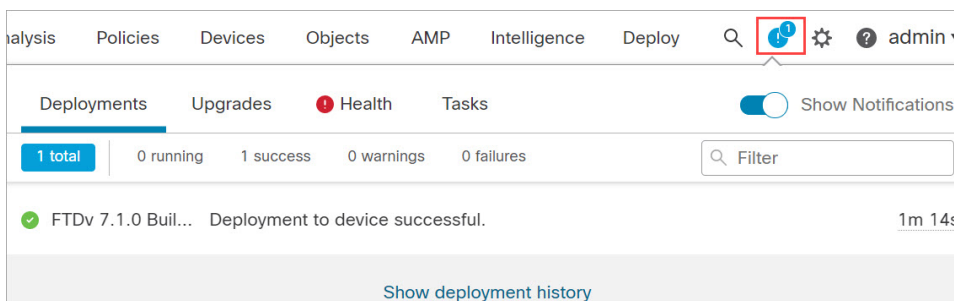 nalysis Policies Devices Objects AMP Intelligence Deploy 1 admin
Deployments Upgrades Health Tasks Show Notifications
1 total 0 running 1 success 0 warnings 0 failures Filter
FTDv 7.1.0 Buil... Deployment to device successful. 1m 14s
Show deployment history